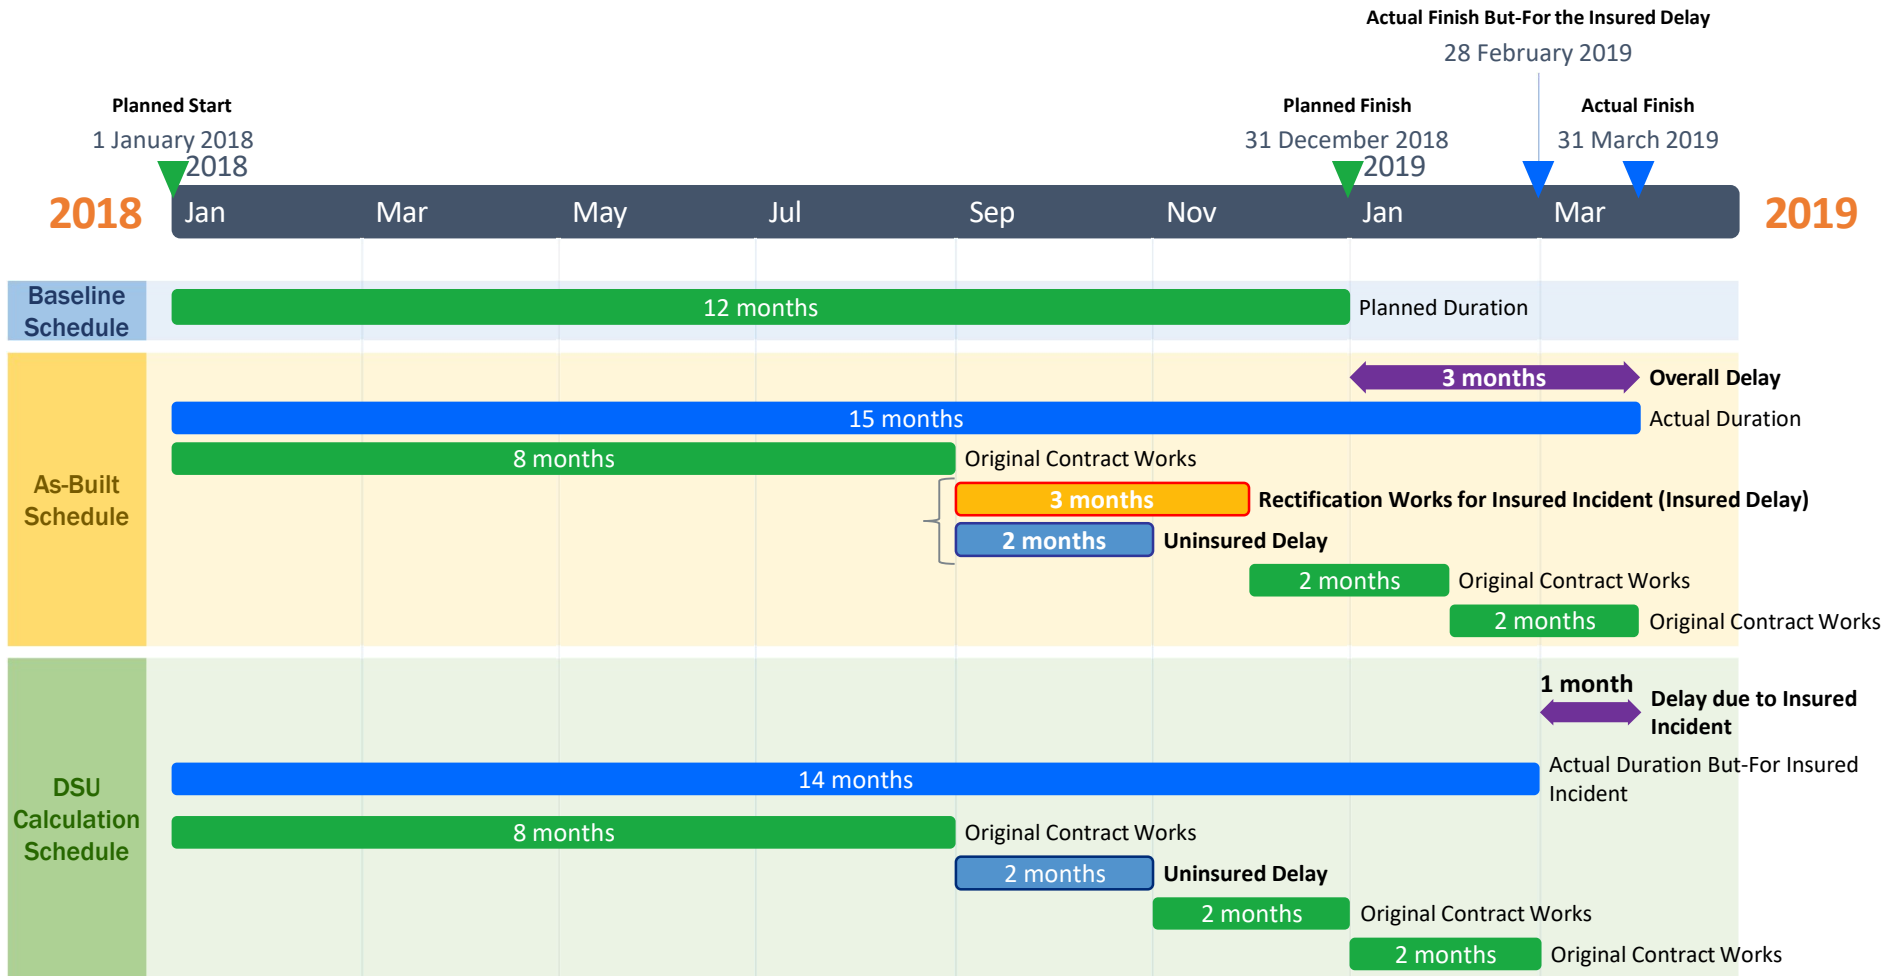 Actual Finish But-For the Insured Delay
28 February 2019
Planned Start
1 January 2018
Planned Finish
31 December 2018
Actual Finish
31 March 2019
2018
2019
2018
Jan
Mar
May
Jul
Sep
Nov
Jan
Mar
2019
Baseline
Schedule
12 months
Planned Duration
As-Built
Schedule
3 months
Overall Delay
15 months
Actual Duration
8 months
Original Contract Works
3 months
Rectification Works for Insured Incident (Insured Delay)
2 months
Uninsured Delay
2 months
Original Contract Works
2 months
Original Contract Works
DSU
Calculation
Schedule
1 month
Delay due to Insured
Incident
14 months
Actual Duration But-For Insured
Incident
8 months
Original Contract Works
2 months
Uninsured Delay
2 months
Original Contract Works
2 months
Original Contract Works